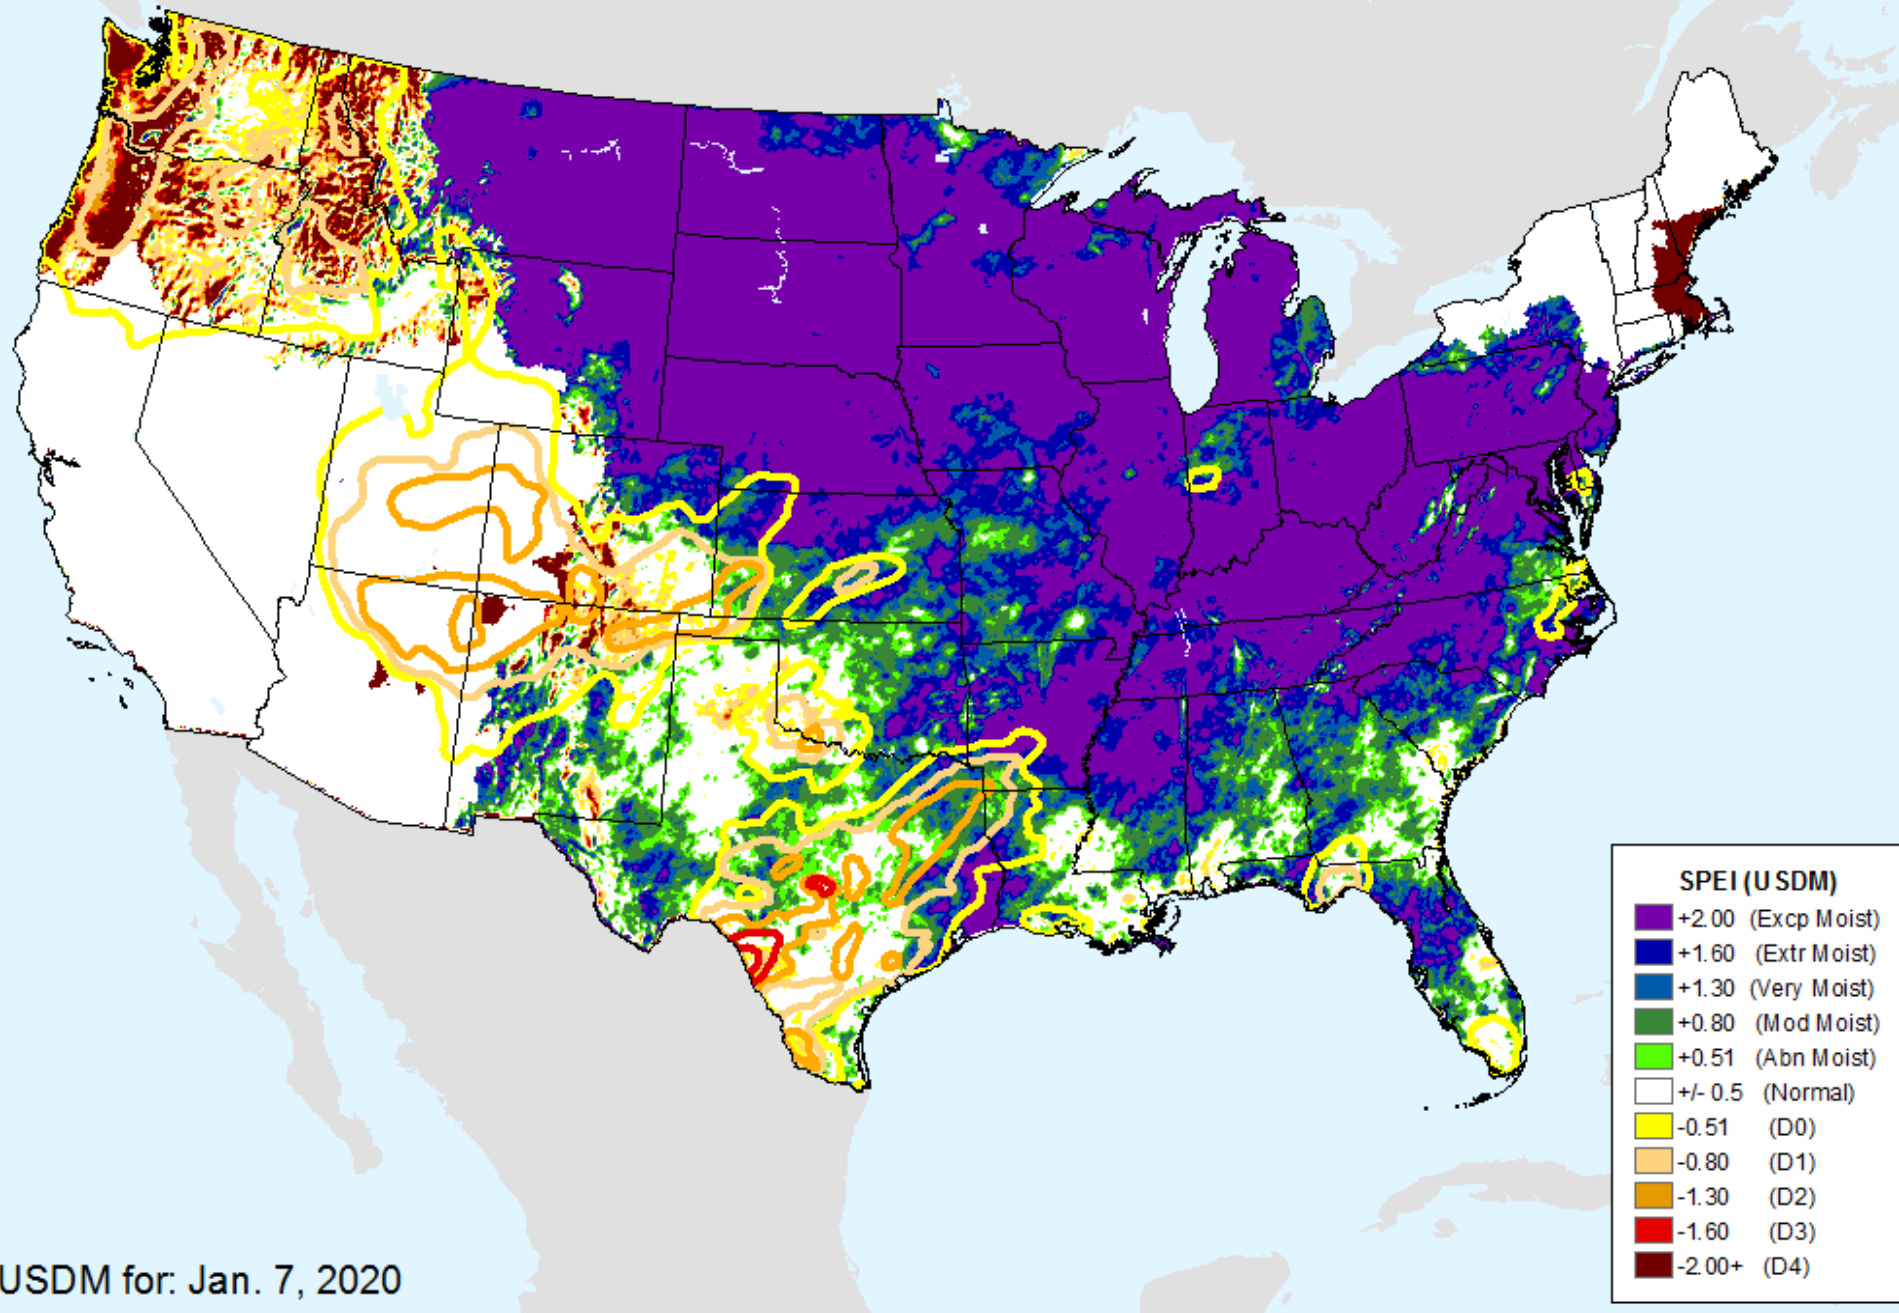 SPEI (USDM)
+2.00 (Excp Moist)
+1.60 (Extr Moist)
+1.30 (Very Moist)
+0.80 (Mod Moist)
+0.51 (Abn Moist)
+/- 0.5 (Normal)
-0.51 (D0)
-0.80 (D1)
-1.30 (D2)
-1.60 (D3)
-2.00+ (D4)
USDM for: Jan. 7, 2020